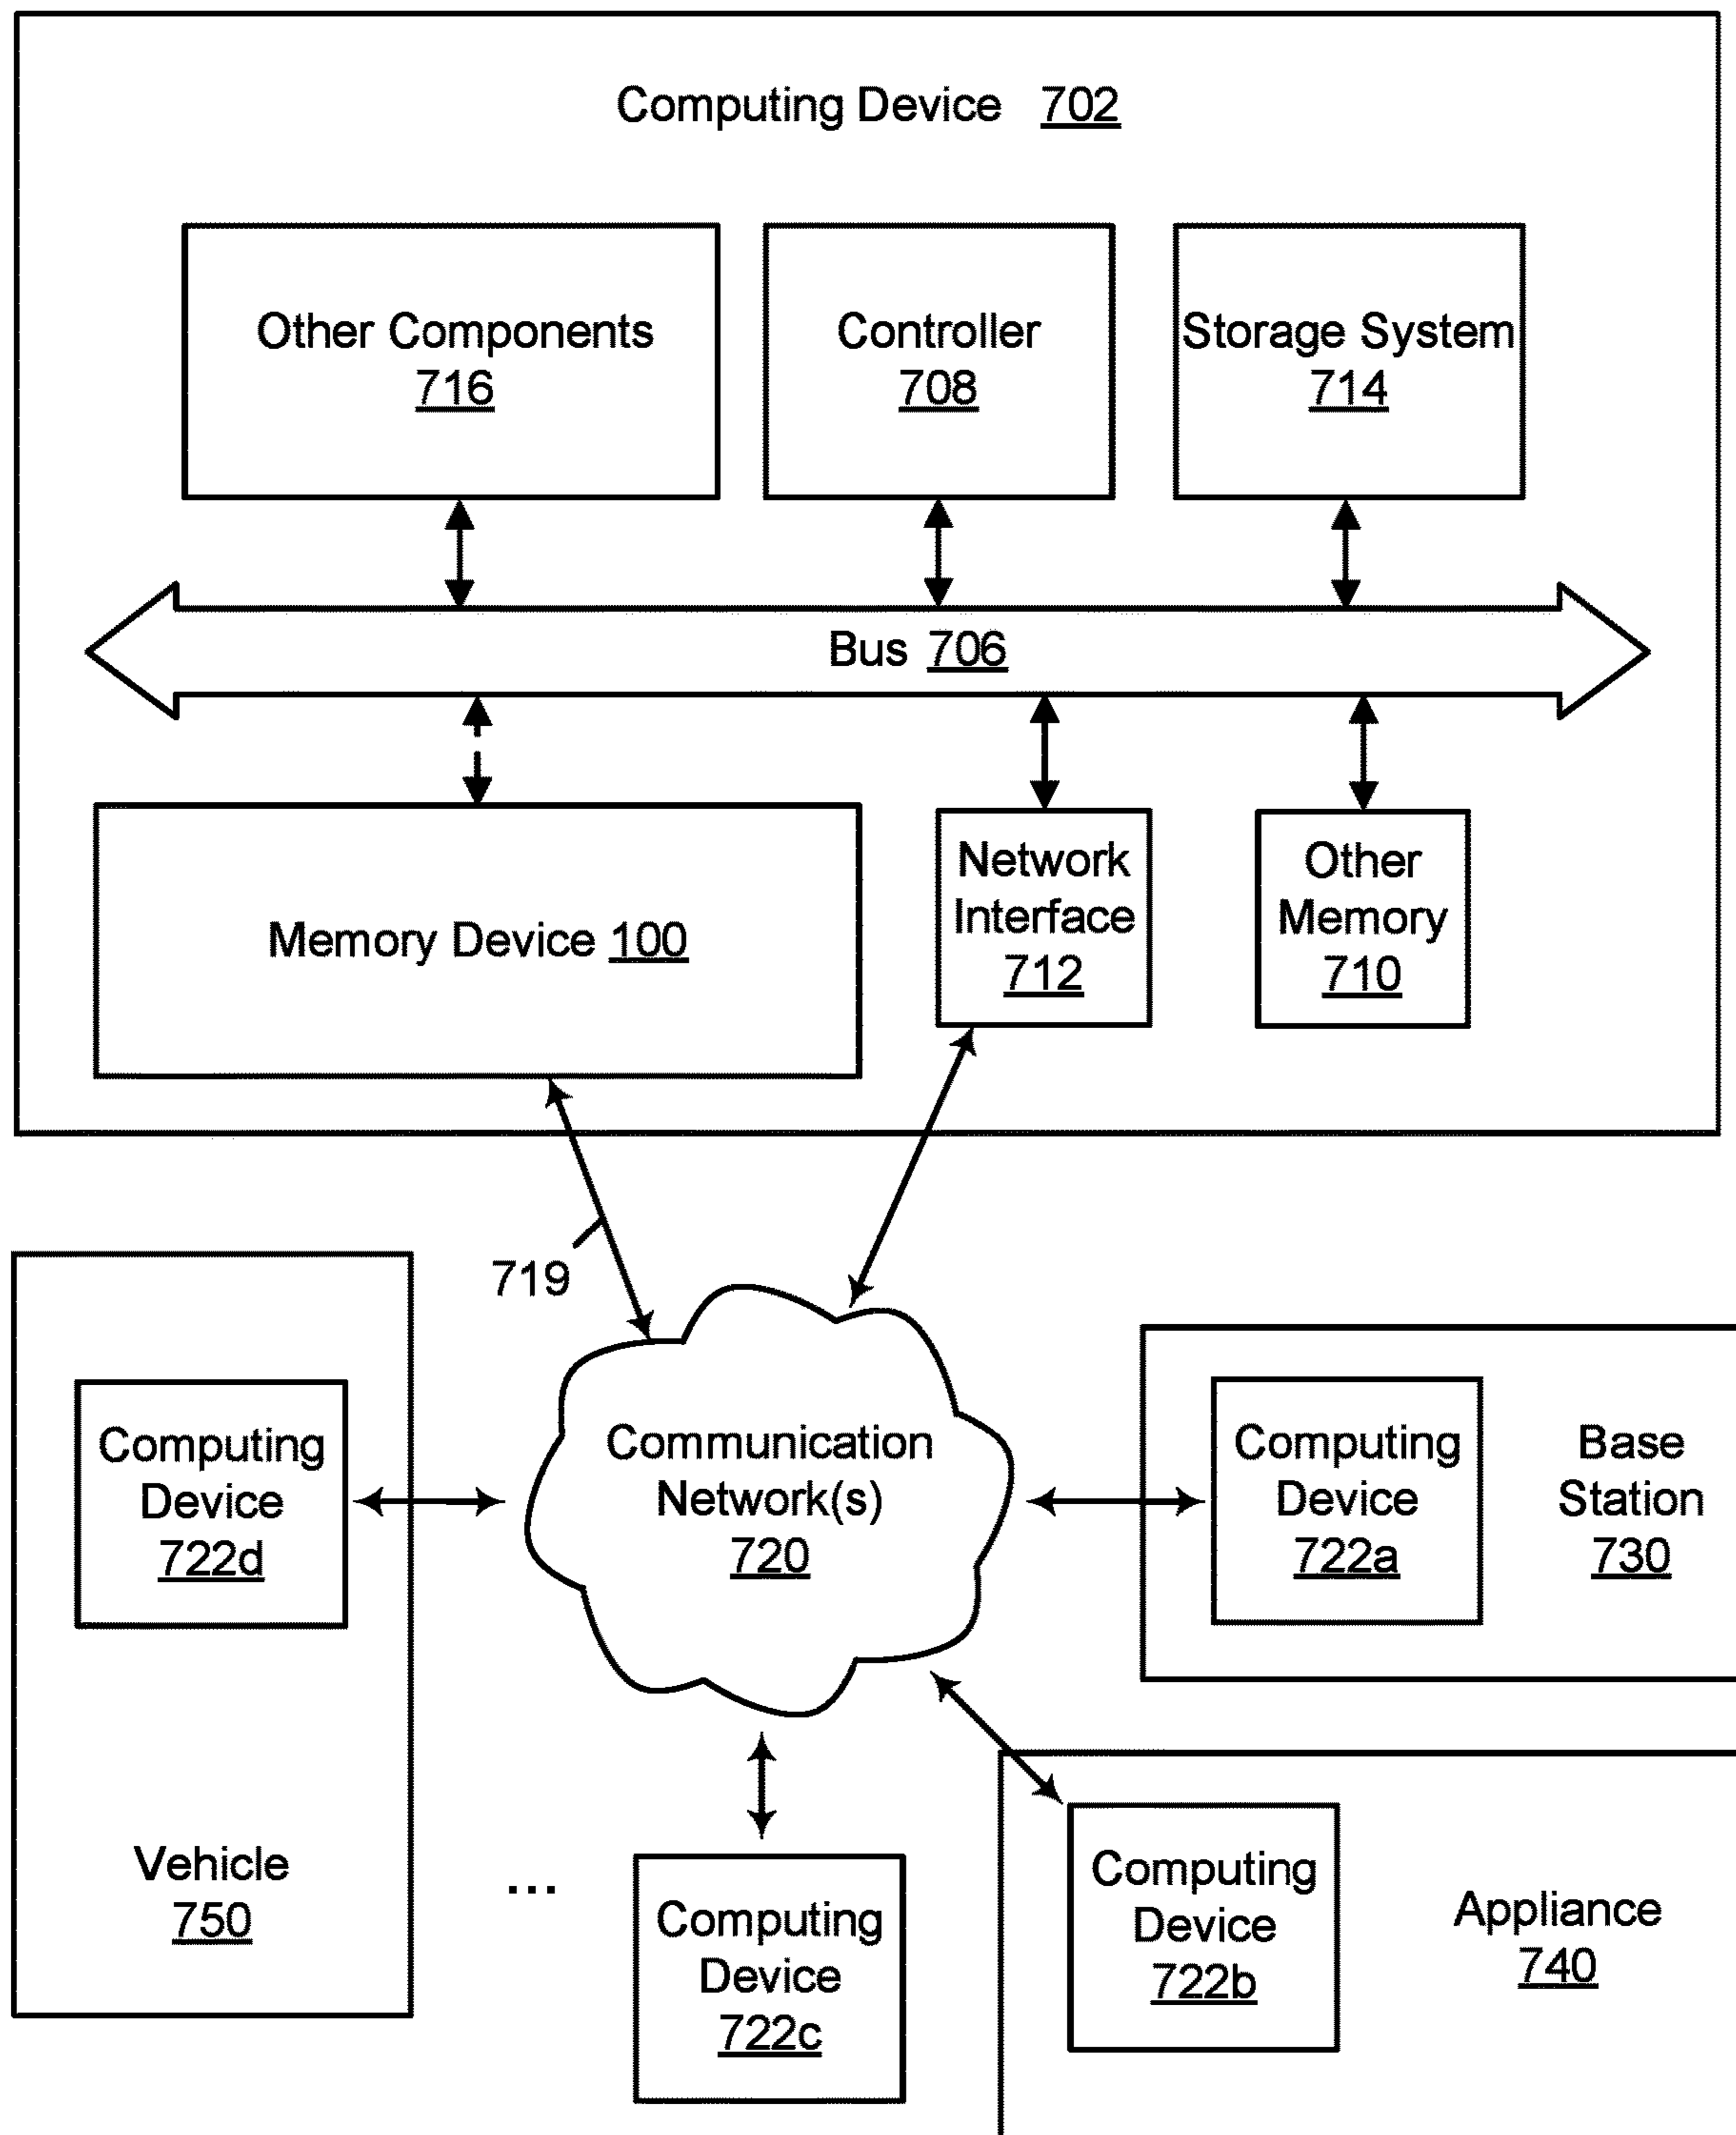 Computing Device 702
Other Components
716
Controller
708
Storage System
714
Bus 706
Memory Device 100
Network
Interface
712
Other
Memory
710
719
Computing
Device
722d
Vehicle
750
Communication
Network(s)
720
Computing
Device
722a
Base
Station
730
...
Computing
Device
722c
Computing
Device
722b
Appliance
740